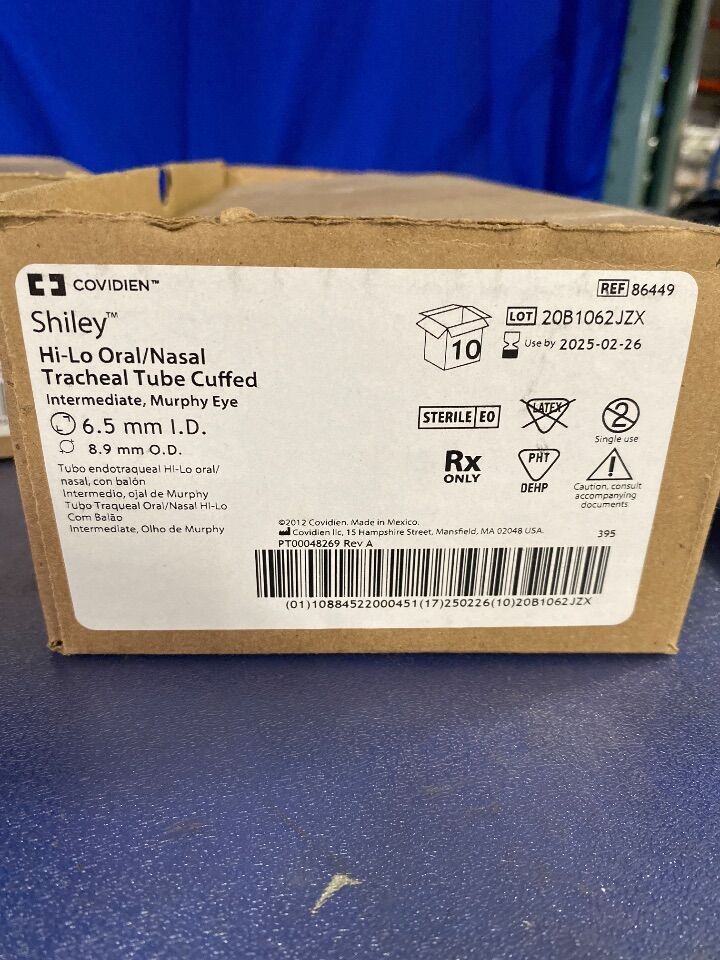 COVIDIEN™
Shiley™
Hi-Lo Oral/Nasal
Tracheal Tube Cuffed
Intermediate, Murphy Eye
6.5 mm I.D.
8.9 mm O.D.
Tubo endotraqueal Hi-Lo oral/
nasal, con balón
Intermedio, ojal de Murphy
Tubo Traqueal Oral/Nasal Hi-Lo
Com Balão
Intermediate, Olho de Murphy
REF 86449
10
LOT 20B1062JZX
Use by 2025-02-26
STERILE EO
LATEX
2
Single use
Rx
ONLY
PHT
DEHP
!
Caution, consult
accompanying
documents
©2012 Covidien. Made in Mexico.
Covidien llc, 15 Hampshire Street, Mansfield, MA 02048 USA.
PT00048269 Rev A
395
(01)10884522000451(17)250226(10)20B1062JZX